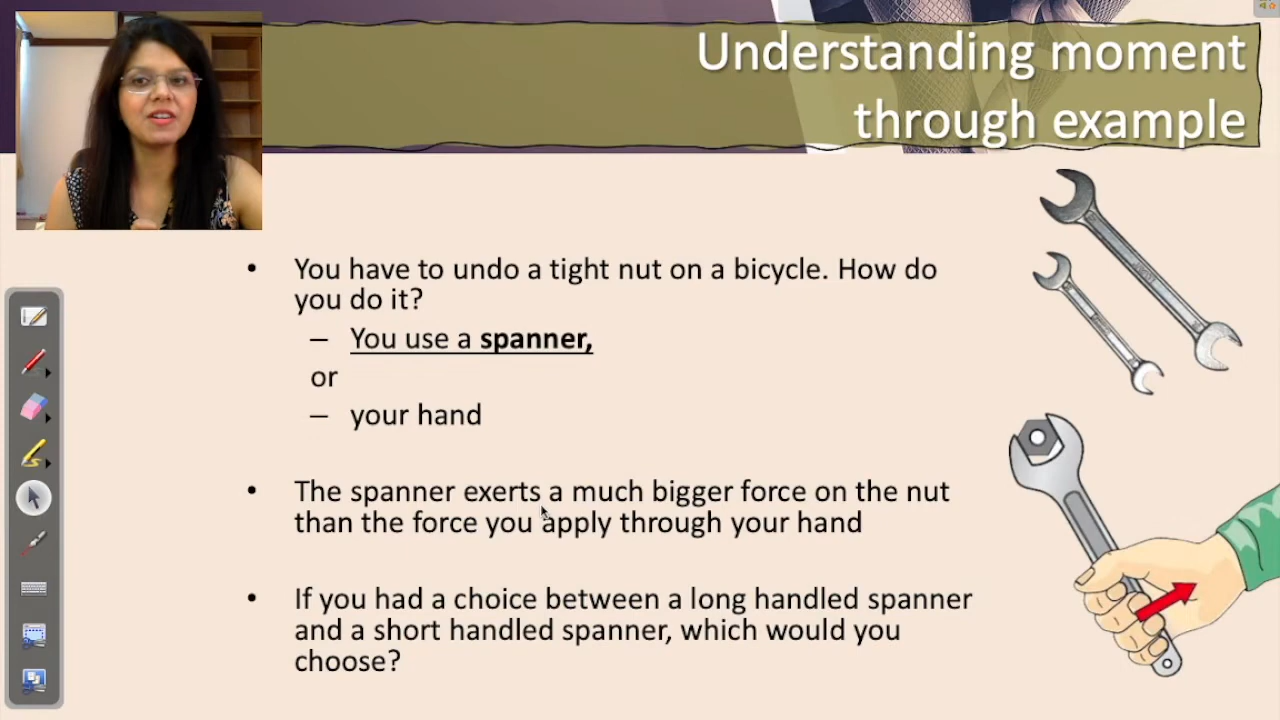 Understanding moment
through example
• You have to undo a tight nut on a bicycle. How do
you do it?
– You use a spanner,
or
– your hand
• The spanner exerts a much bigger force on the nut
than the force you apply through your hand
• If you had a choice between a long handled spanner
and a short handled spanner, which would you
choose?